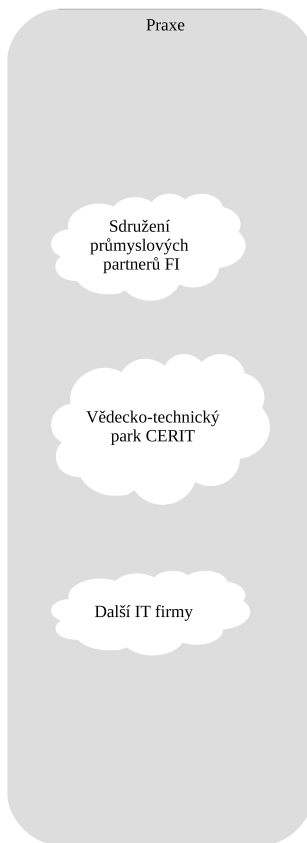 Praxe
Sdružení
průmyslových
partnerů FI
Vědecko-technický
park CERIT
Další IT firmy